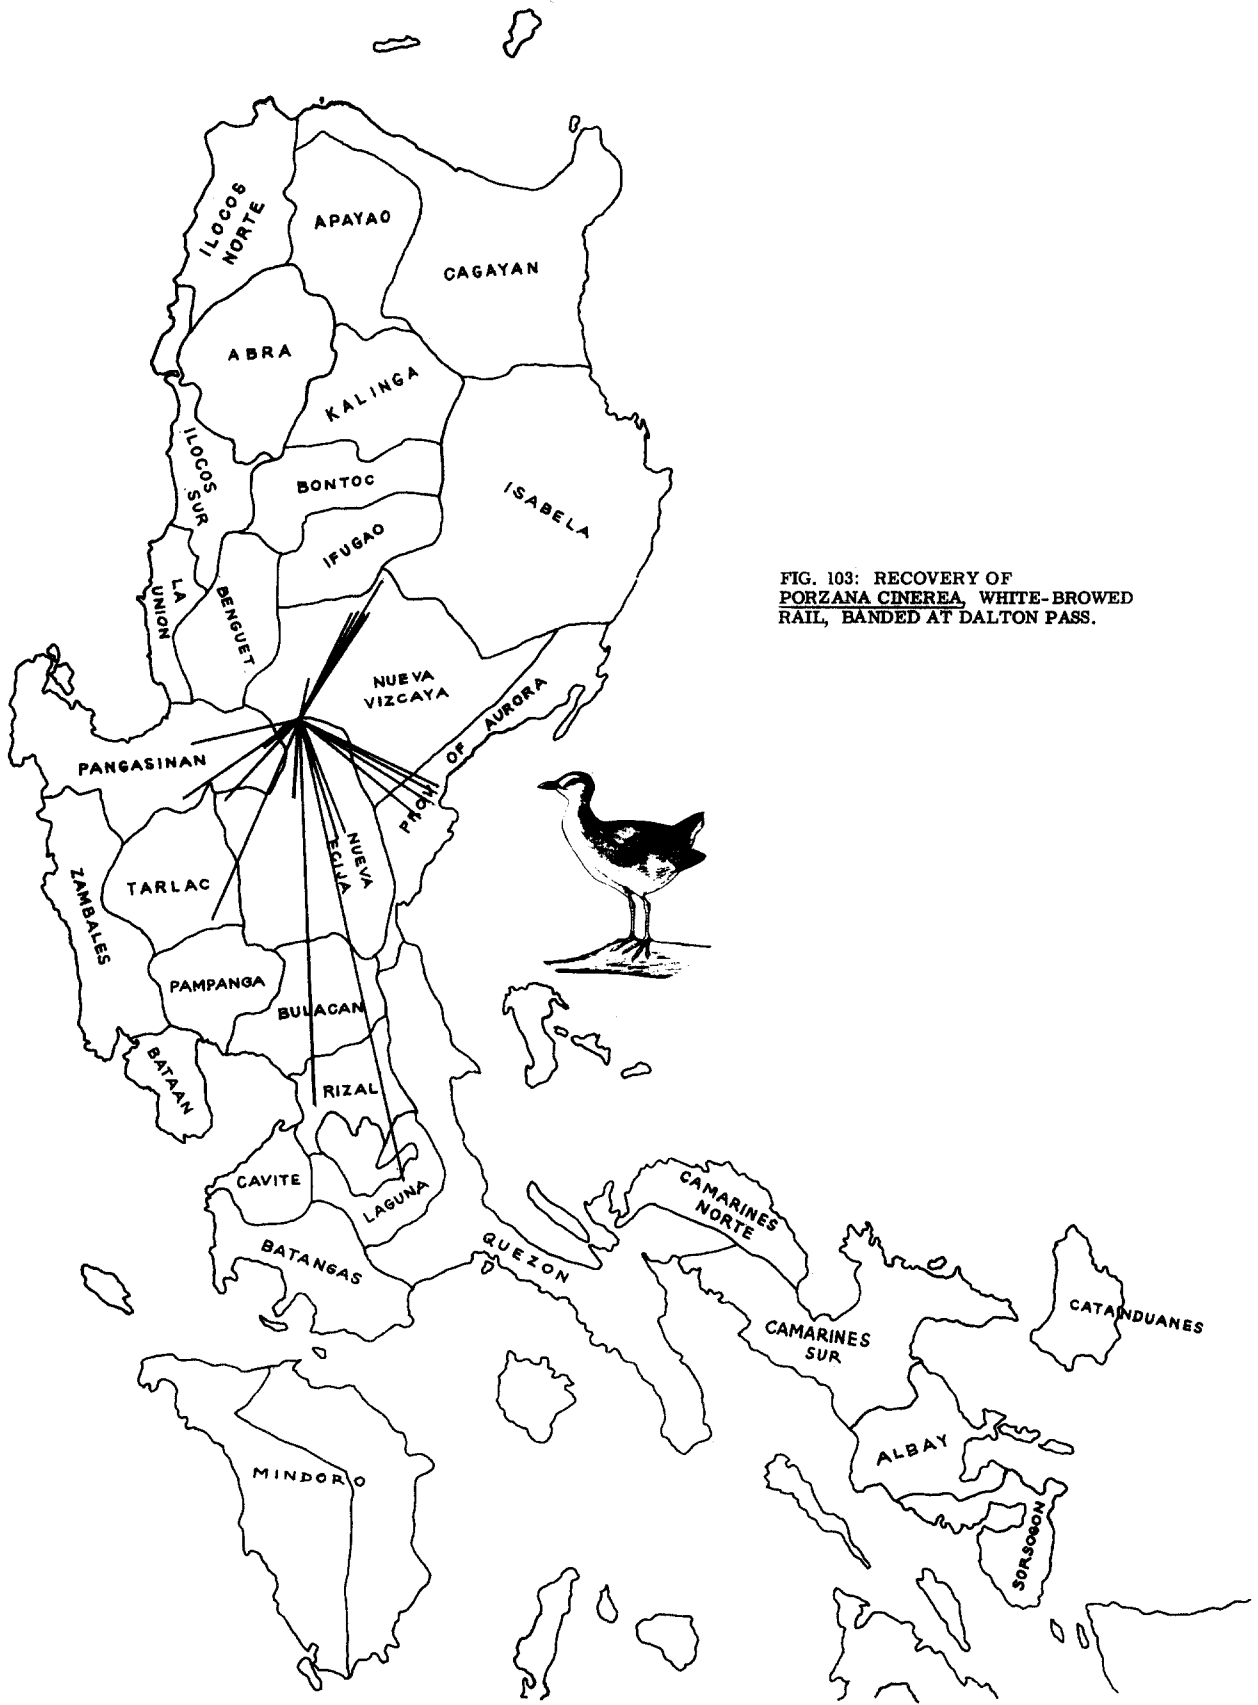 ILOCOS
NORTE
APAYAO
CAGAYAN
ABRA
KALINGA
ILOCOS
SUR
BONTOC
ISABELA
IFUGAO
LA
UNION
BENGUET
FIG. 103: RECOVERY OF
PORZANA CINEREA, WHITE-BROWED
RAIL, BANDED AT DALTON PASS.
NUEVA
VIZCAYA
PROV. OF AURORA
PANGASINAN
NUEVA
ECIJA
ZAMBALES
TARLAC
PAMPANGA
BULACAN
BATAAN
RIZAL
CAVITE
LAGUNA
BATANGAS
QUEZON
CAMARINES
NORTE
CATANDUANES
CAMARINES
SUR
ALBAY
MINDORO
SORSOGON